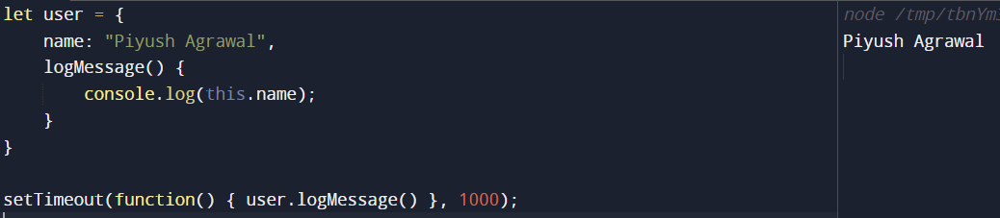 let user = {
    name: "Piyush Agrawal",
    logMessage() {
        console.log(this.name);
    }
}

setTimeout(function() { user.logMessage() }, 1000);
node /tmp/tbnYm
Piyush Agrawal